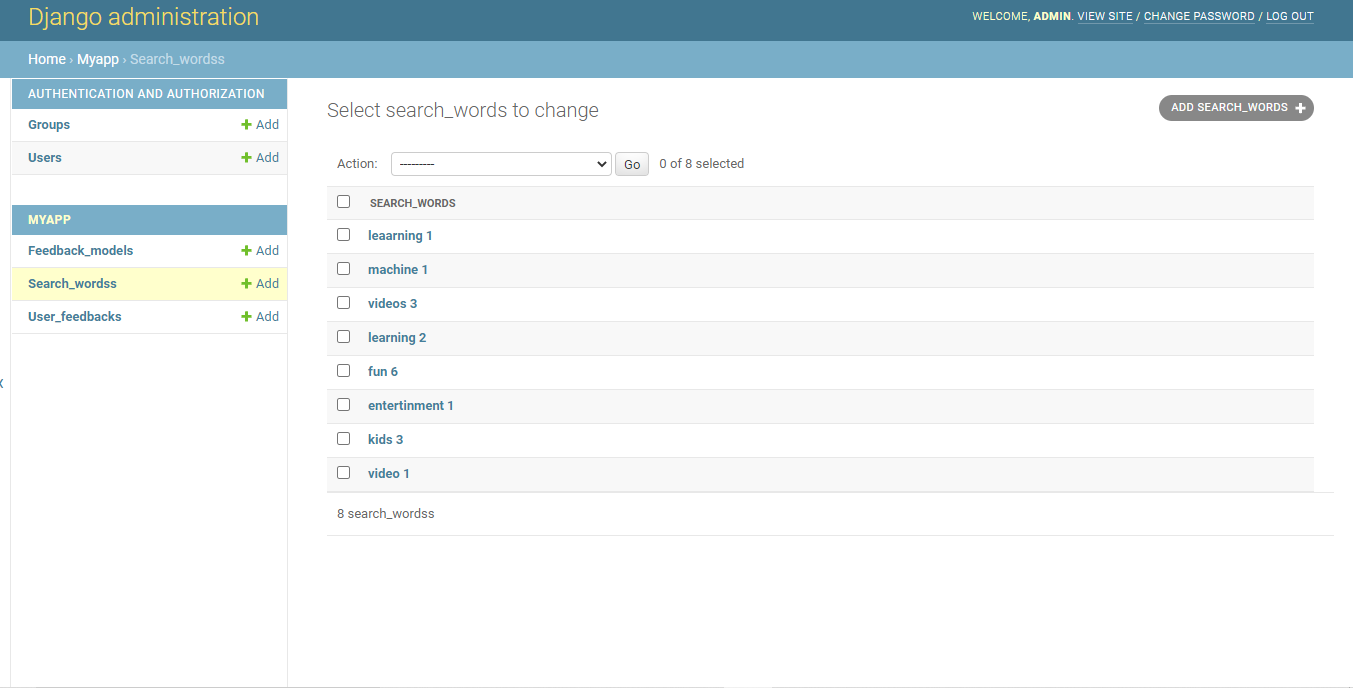 Django administration
WELCOME, ADMIN. VIEW SITE / CHANGE PASSWORD / LOG OUT
Home › Myapp › Search_wordss
AUTHENTICATION AND AUTHORIZATION
Groups + Add
Users + Add
MYAPP
Feedback_models + Add
Search_wordss + Add
User_feedbacks + Add
Select search_words to change
ADD SEARCH_WORDS +
Action: --------- Go 0 of 8 selected
SEARCH_WORDS
leaarning 1
machine 1
videos 3
learning 2
fun 6
entertinment 1
kids 3
video 1
8 search_wordss